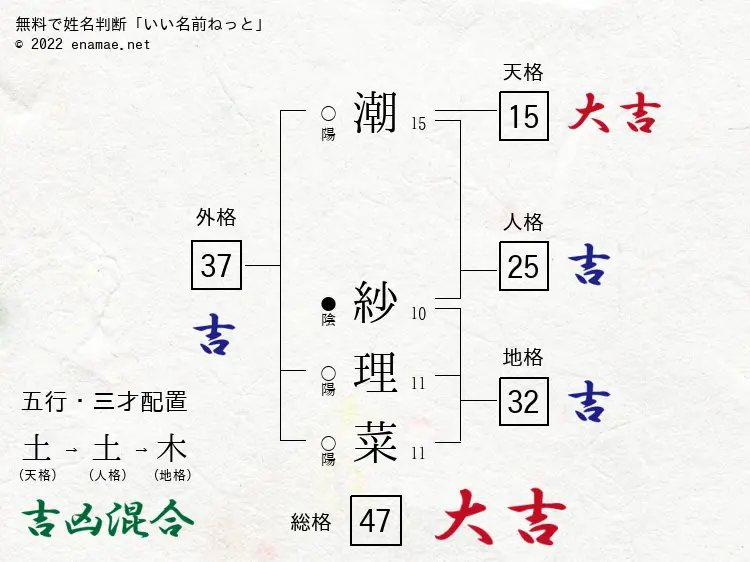 無料で姓名判断「いい名前ねっと」
© 2022 enamae.net
天格
15
大吉
○
陽
潮
15
外格
37
吉
人格
25
吉
●
陰
紗
10
地格
32
吉
○
陽
理
11
○
陽
菜
11
五行・三才配置
土→土→木
(天格) (人格) (地格)
吉凶混合
総格
47
大吉